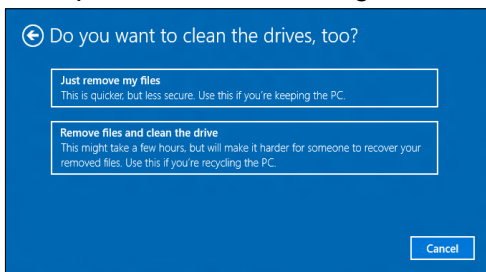 Do you want to clean the drives, too?
Just remove my files
This is quicker, but less secure. Use this if you're keeping the PC.
Remove files and clean the drive
This might take a few hours, but will make it harder for someone to recover your
removed files. Use this if you're recycling the PC.
Cancel